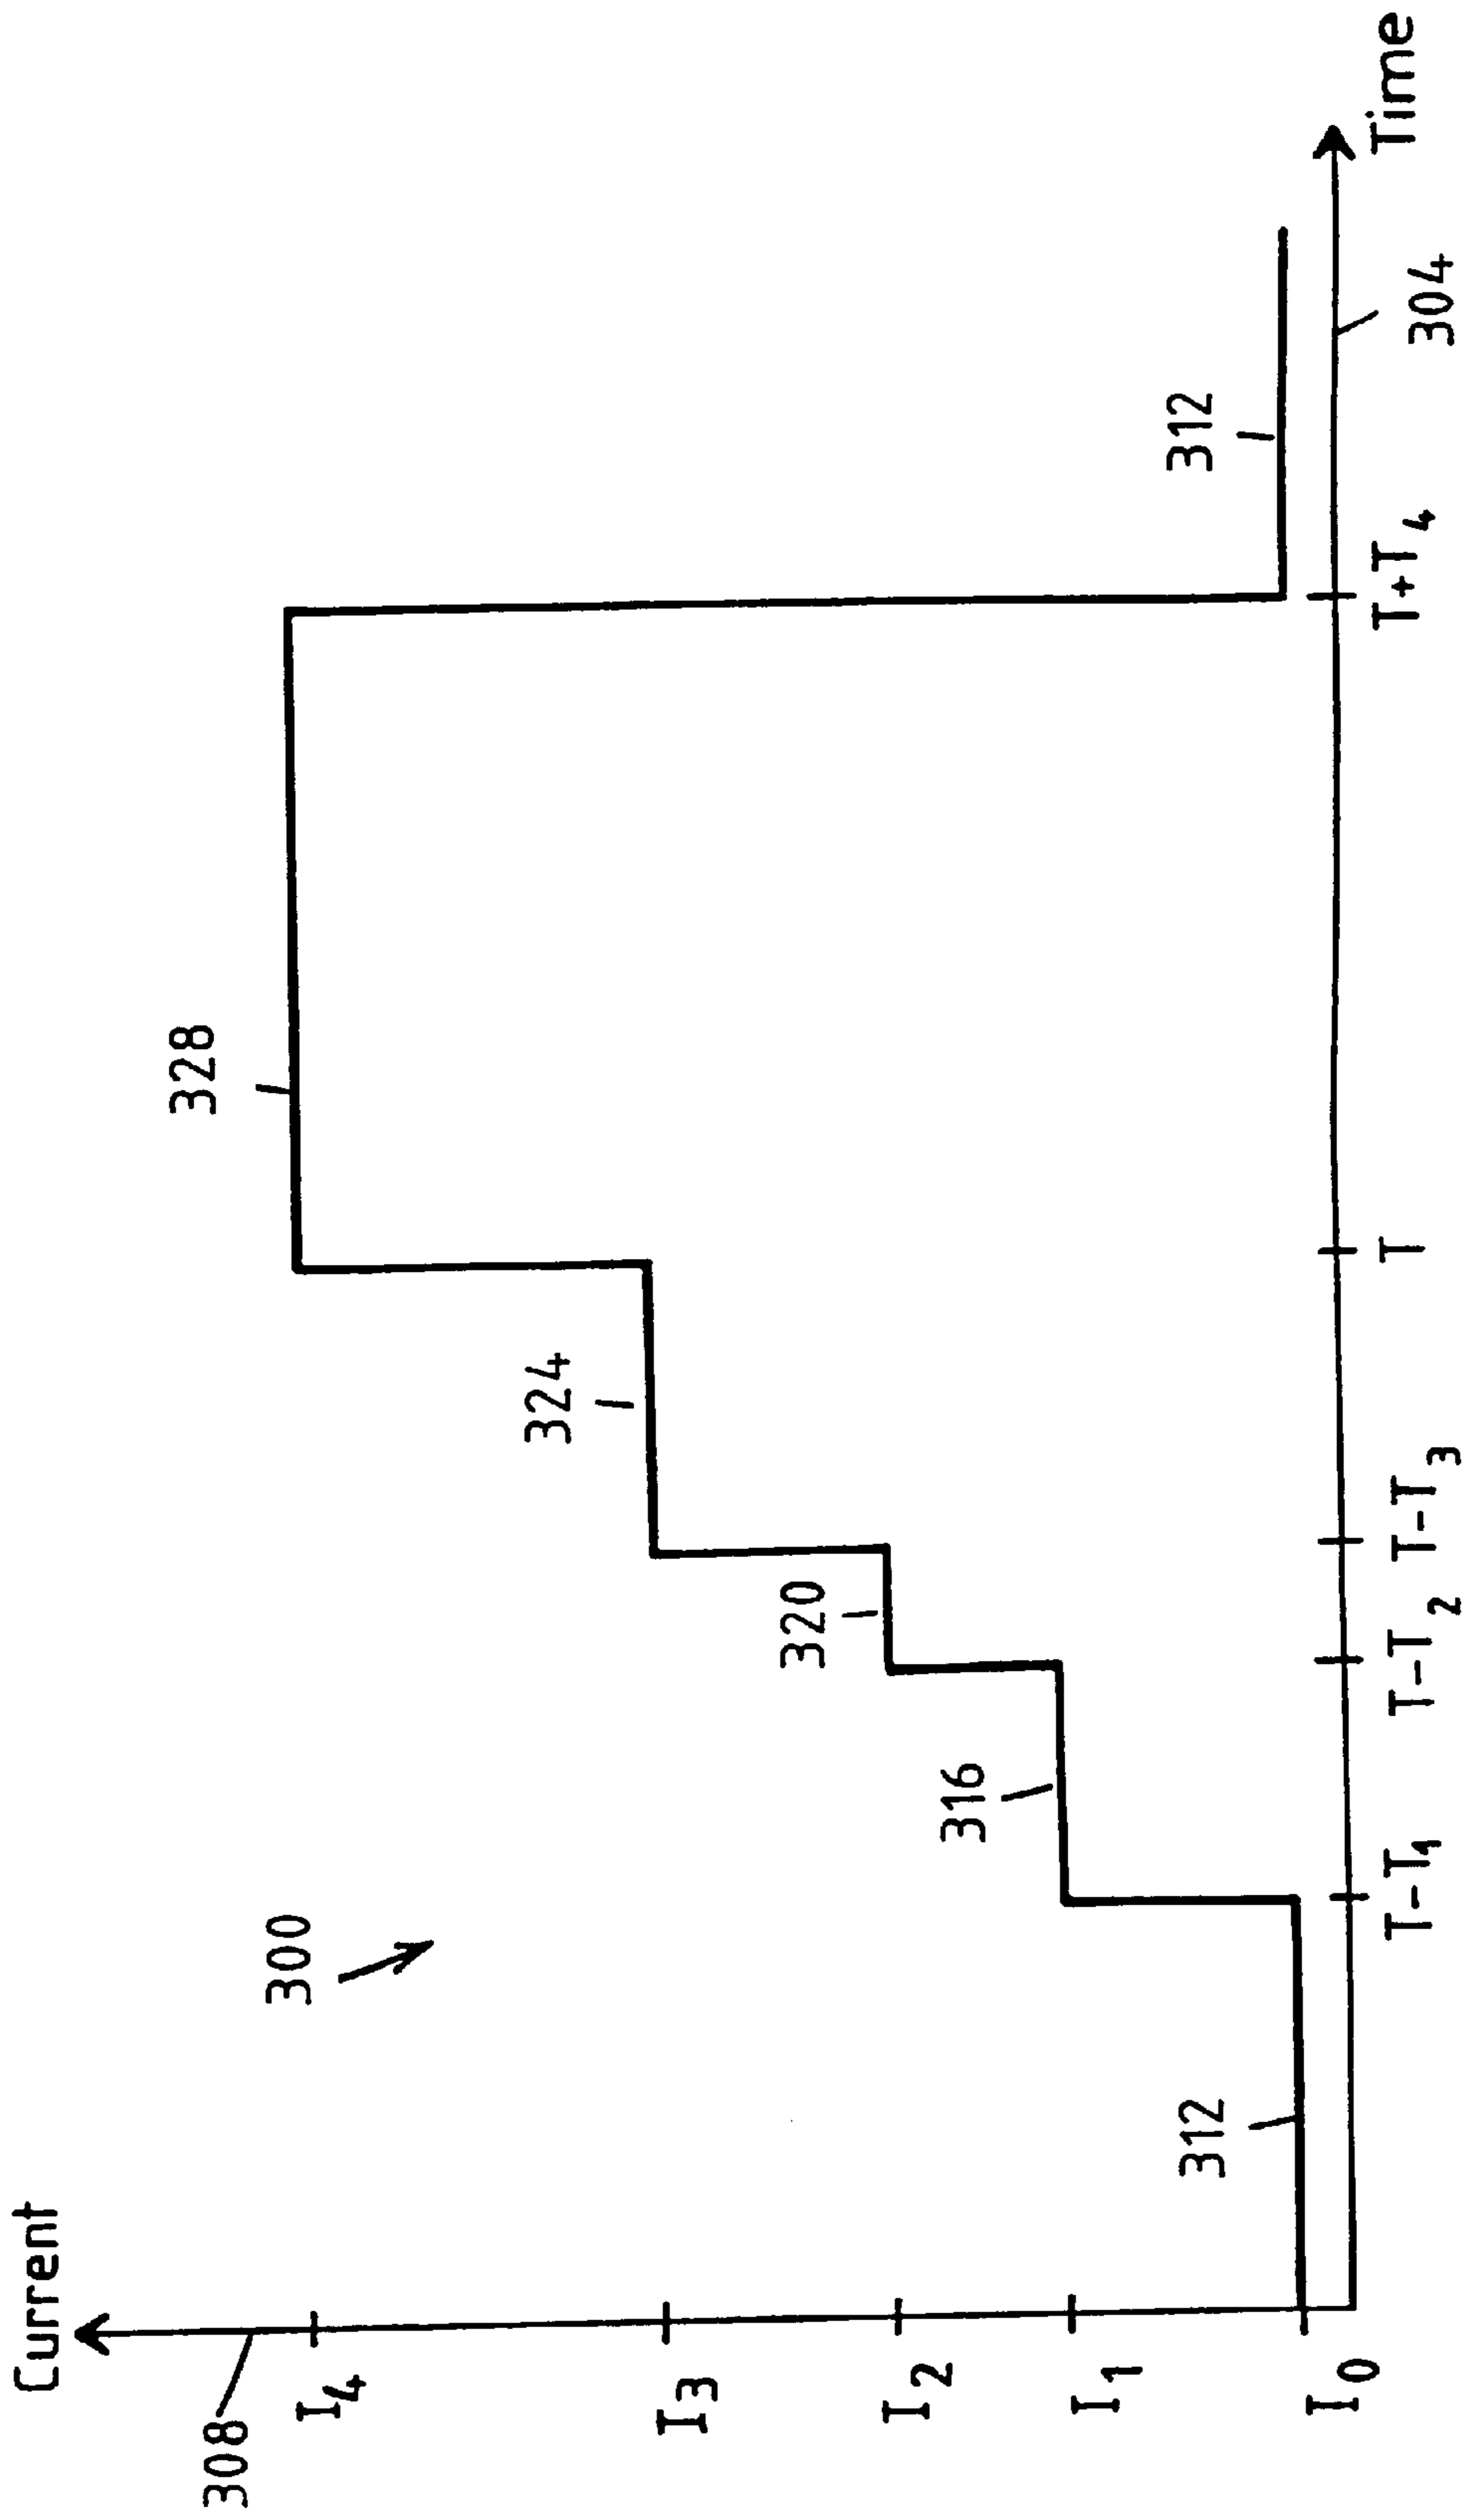 Current
308
I4
I3
I2
I1
I0
300
312
316
320
324
328
312
304
T-T1
T-T2
T-T3
T
T+T4
Time